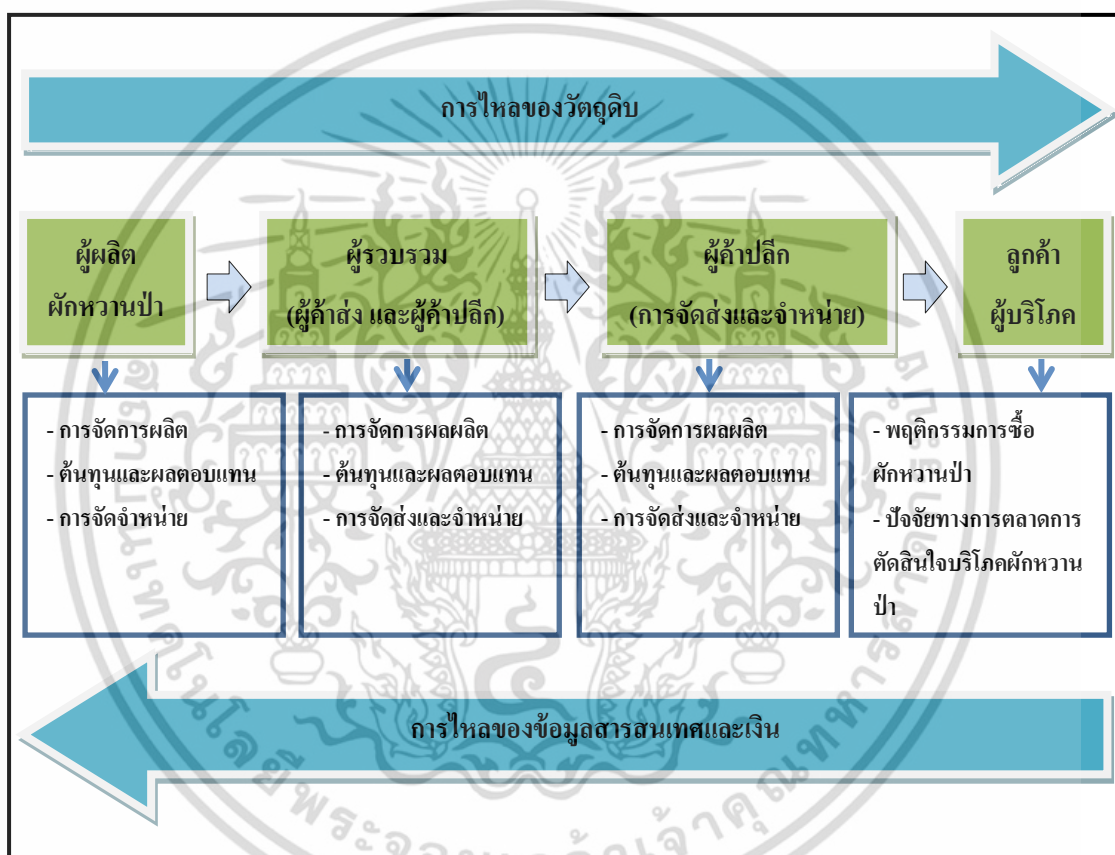 การไหลของวัตถุดิบ
ผู้ผลิต
ผักหวานป่า
ผู้รวบรวม
(ผู้ค้าส่ง และผู้ค้าปลีก)
ผู้ค้าปลีก
(การจัดส่งและจำหน่าย)
ลูกค้า
ผู้บริโภค
- การจัดการผลิต
- ต้นทุนและผลตอบแทน
- การจัดจำหน่าย
- การจัดการผลผลิต
- ต้นทุนและผลตอบแทน
- การจัดส่งและจำหน่าย
- การจัดการผลผลิต
- ต้นทุนและผลตอบแทน
- การจัดส่งและจำหน่าย
- พฤติกรรมการซื้อ
ผักหวานป่า
- ปัจจัยทางการตลาดการ
ตัดสินใจบริโภคผักหวาน
ป่า
การไหลของข้อมูลสารสนเทศและเงิน